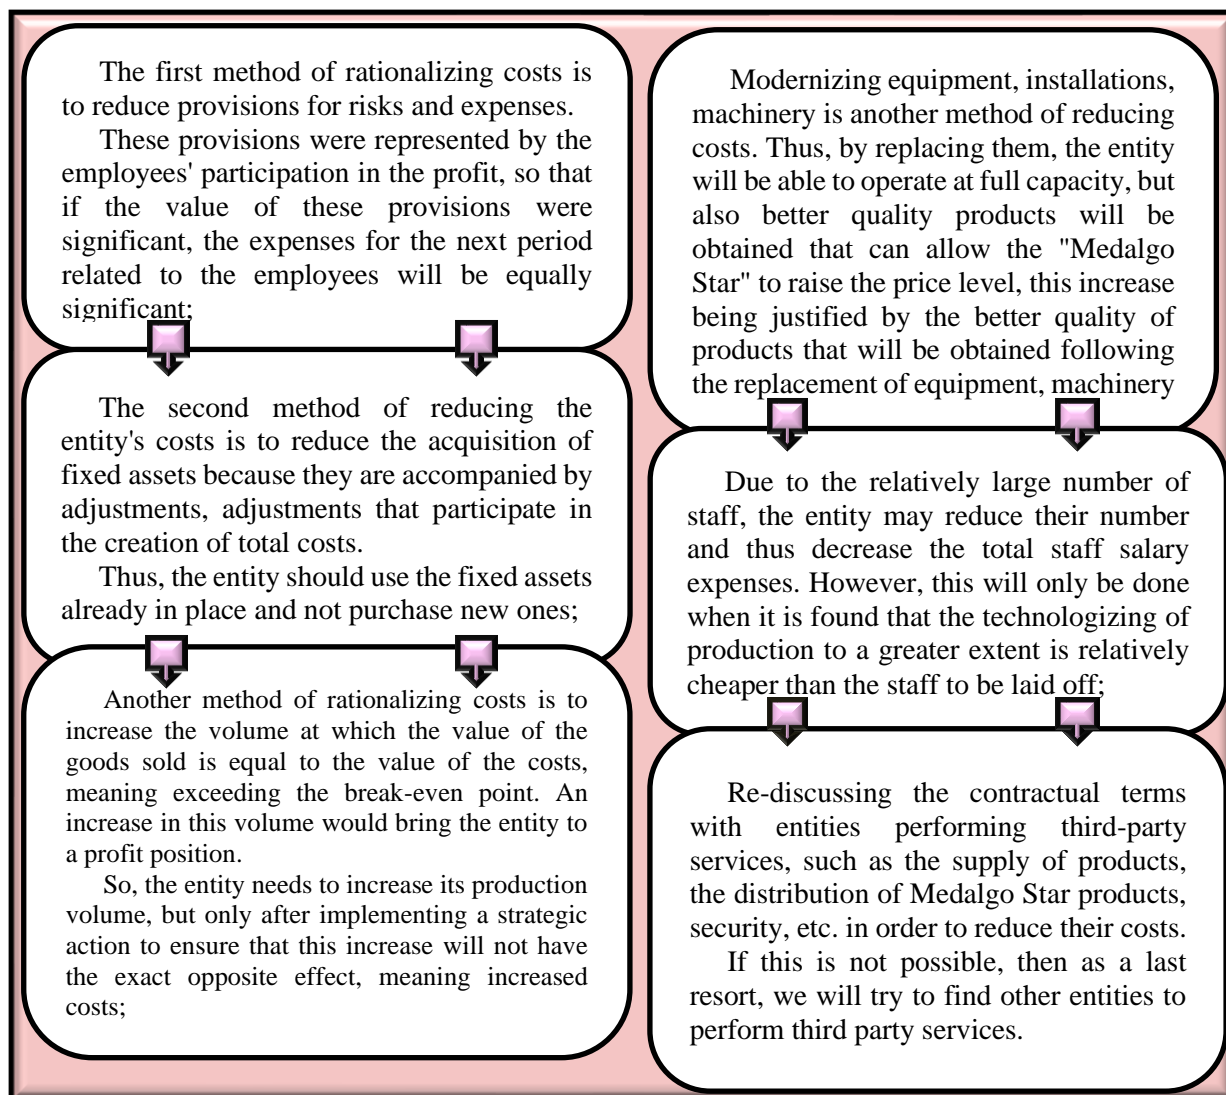 The first method of rationalizing costs is
to reduce provisions for risks and expenses.
These provisions were represented by the
employees' participation in the profit, so that
if the value of these provisions were
significant, the expenses for the next period
related to the employees will be equally
significant;
The second method of reducing the
entity's costs is to reduce the acquisition of
fixed assets because they are accompanied by
adjustments, adjustments that participate in
the creation of total costs.
Thus, the entity should use the fixed assets
already in place and not purchase new ones;
Another method of rationalizing costs is to
increase the volume at which the value of the
goods sold is equal to the value of the costs,
meaning exceeding the break-even point. An
increase in this volume would bring the entity to
a profit position.
So, the entity needs to increase its production
volume, but only after implementing a strategic
action to ensure that this increase will not have
the exact opposite effect, meaning increased
costs;
Modernizing equipment, installations,
machinery is another method of reducing
costs. Thus, by replacing them, the entity
will be able to operate at full capacity, but
also better quality products will be
obtained that can allow the "Medalgo
Star" to raise the price level, this increase
being justified by the better quality of
products that will be obtained following
the replacement of equipment, machinery
Due to the relatively large number of
staff, the entity may reduce their number
and thus decrease the total staff salary
expenses. However, this will only be done
when it is found that the technologizing of
production to a greater extent is relatively
cheaper than the staff to be laid off;
Re-discussing the contractual terms
with entities performing third-party
services, such as the supply of products,
the distribution of Medalgo Star products,
security, etc. in order to reduce their costs.
If this is not possible, then as a last
resort, we will try to find other entities to
perform third party services.